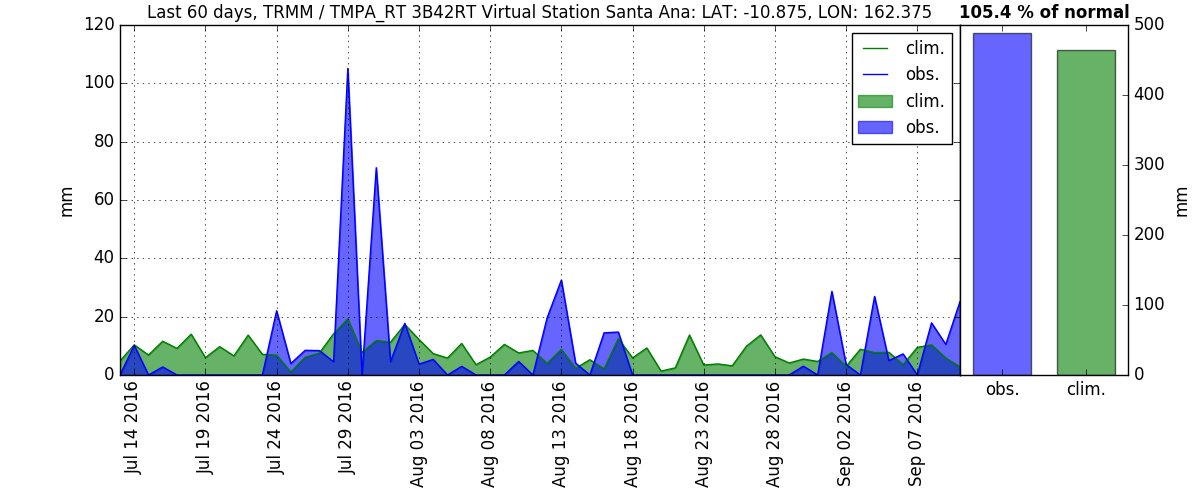 Last 60 days, TRMM / TMPA_RT 3B42RT Virtual Station Santa Ana: LAT: -10.875, LON: 162.375
105.4 % of normal
120
100
80
60
40
20
0
mm
clim.
obs.
clim.
obs.
500
400
300
200
100
0
mm
Jul 14 2016
Jul 19 2016
Jul 24 2016
Jul 29 2016
Aug 03 2016
Aug 08 2016
Aug 13 2016
Aug 18 2016
Aug 23 2016
Aug 28 2016
Sep 02 2016
Sep 07 2016
obs.
clim.